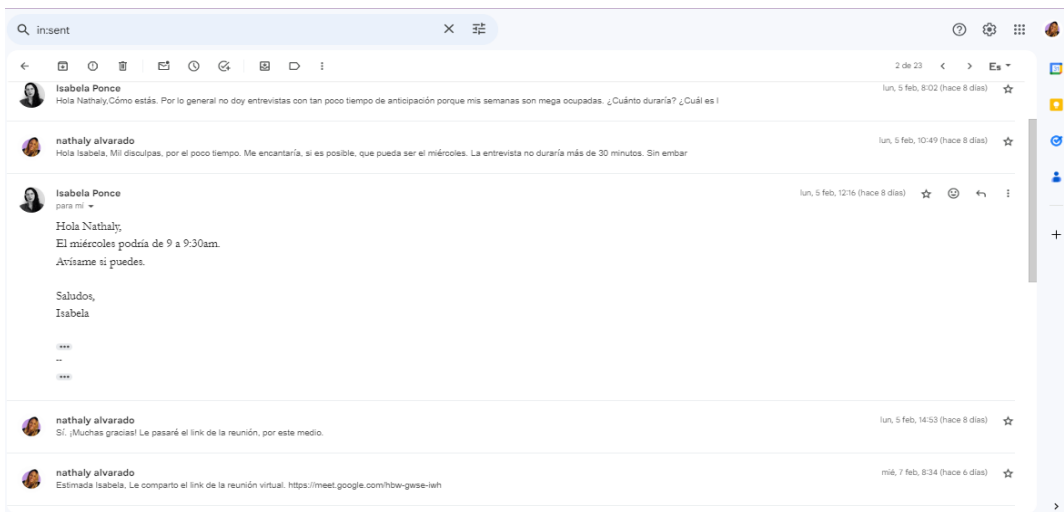 in:sent
2 de 23
Es
Isabela Ponce
lun, 5 feb, 8:02 (hace 8 días)
Hola Nathaly,Cómo estás. Por lo general no doy entrevistas con tan poco tiempo de anticipación porque mis semanas son mega ocupadas. ¿Cuánto duraría? ¿Cuál es l
nathaly alvarado
lun, 5 feb, 10:49 (hace 8 días)
Hola Isabela, Mil disculpas, por el poco tiempo. Me encantaría, si es posible, que pueda ser el miércoles. La entrevista no duraría más de 30 minutos. Sin embar
Isabela Ponce
lun, 5 feb, 12:16 (hace 8 días)
para mí
Hola Nathaly,
El miércoles podría de 9 a 9:30am.
Avísame si puedes.
Saludos,
Isabela
--
nathaly alvarado
lun, 5 feb, 14:53 (hace 8 días)
Sí. ¡Muchas gracias! Le pasaré el link de la reunión, por este medio.
nathaly alvarado
mié, 7 feb, 8:34 (hace 6 días)
Estimada Isabela, Le comparto el link de la reunión virtual. https://meet.google.com/hbw-gwse-iwh